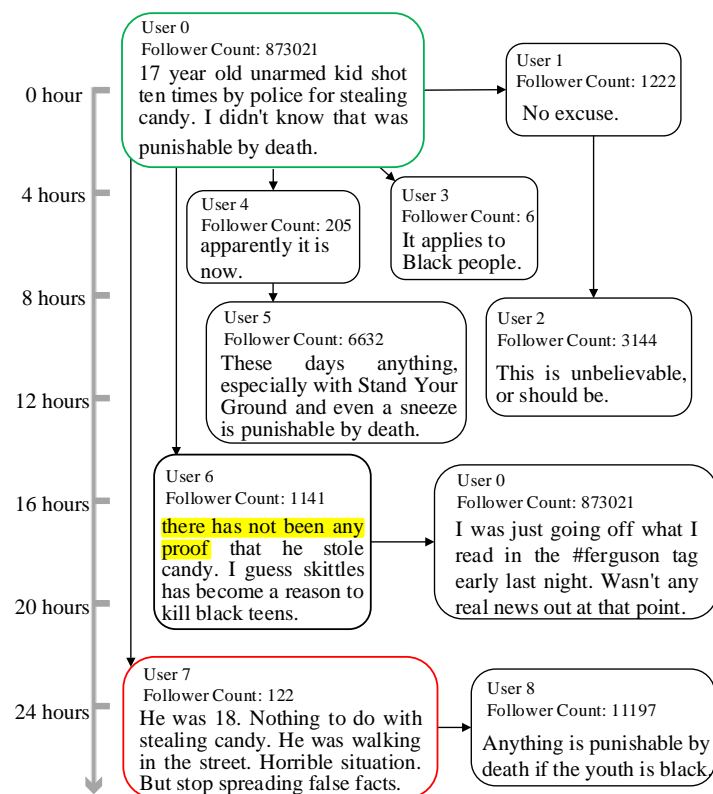 User 0
Follower Count: 873021
17 year old unarmed kid shot
ten times by police for stealing
candy. I didn't know that was
punishable by death.
User 1
Follower Count: 1222
No excuse.
0 hour
4 hours
8 hours
12 hours
16 hours
20 hours
24 hours
User 4
Follower Count: 205
apparently it is
now.
User 3
Follower Count: 6
It applies to
Black people.
User 5
Follower Count: 6632
These days anything,
especially with Stand Your
Ground and even a sneeze
is punishable by death.
User 2
Follower Count: 3144
This is unbelievable,
or should be.
User 6
Follower Count: 1141
there has not been any
proof that he stole
candy. I guess skittles
has become a reason to
kill black teens.
User 0
Follower Count: 873021
I was just going off what I
read in the #ferguson tag
early last night. Wasn't any
real news out at that point.
User 7
Follower Count: 122
He was 18. Nothing to do with
stealing candy. He was walking
in the street. Horrible situation.
But stop spreading false facts.
User 8
Follower Count: 11197
Anything is punishable by
death if the youth is black.